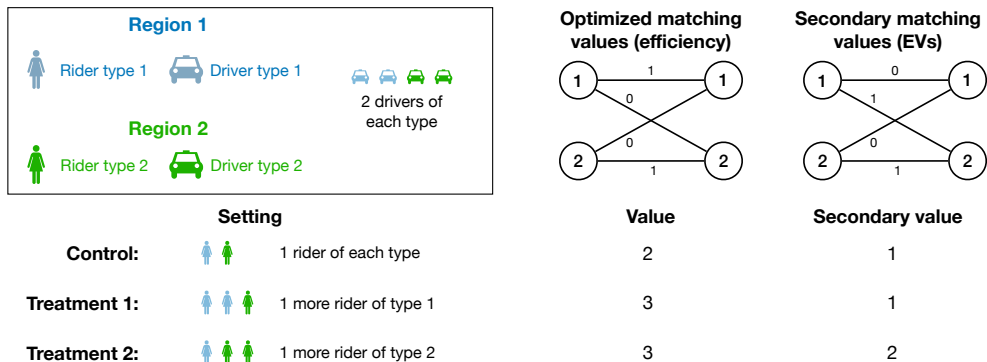 Region 1
Rider type 1 Driver type 1
2 drivers of
each type
Region 2
Rider type 2 Driver type 2
Optimized matching
values (efficiency)
1 1 1
0
0
2 1 2
Secondary matching
values (EVs)
1 0 1
1
0
2 1 2
Setting Value Secondary value
Control: 1 rider of each type 2 1
Treatment 1: 1 more rider of type 1 3 1
Treatment 2: 1 more rider of type 2 3 2